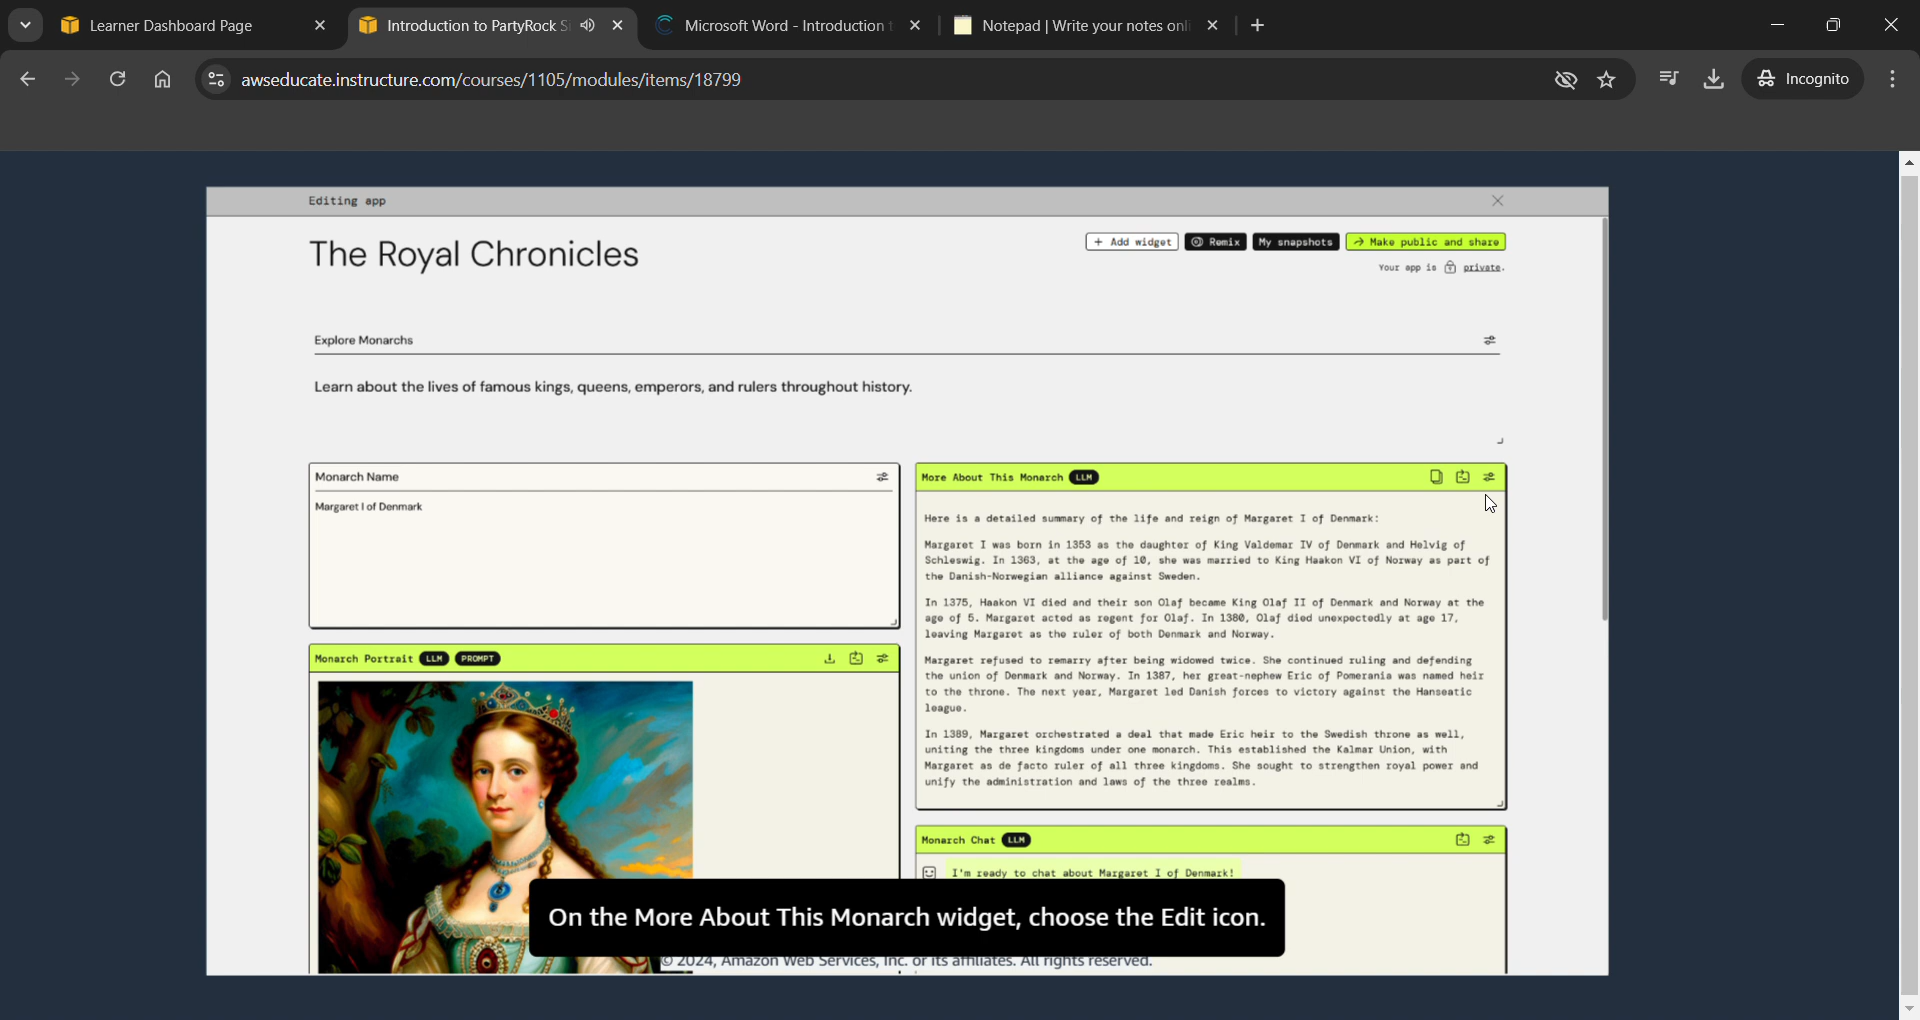 Learner Dashboard Page
Introduction to PartyRock S
Microsoft Word - Introduction
Notepad | Write your notes onl
awseducate.instructure.com/courses/1105/modules/items/18799
Incognito
Editing app
The Royal Chronicles
+ Add widget
Remix
My snapshots
Make public and share
Your app is private.
Explore Monarchs
Learn about the lives of famous kings, queens, emperors, and rulers throughout history.
Monarch Name
Margaret I of Denmark
Monarch Portrait LLM PROMPT
More About This Monarch LLM
Here is a detailed summary of the life and reign of Margaret I of Denmark:
Margaret I was born in 1353 as the daughter of King Valdemar IV of Denmark and Helvig of
Schleswig. In 1363, at the age of 10, she was married to King Haakon VI of Norway as part of
the Danish-Norwegian alliance against Sweden.
In 1375, Haakon VI died and their son Olaf became King Olaf II of Denmark and Norway at the
age of 5. Margaret acted as regent for Olaf. In 1380, Olaf died unexpectedly at age 17,
leaving Margaret as the ruler of both Denmark and Norway.
Margaret refused to remarry after being widowed twice. She continued ruling and defending
the union of Denmark and Norway. In 1387, her great-nephew Eric of Pomerania was named heir
to the throne. The next year, Margaret led Danish forces to victory against the Hanseatic
league.
In 1389, Margaret orchestrated a deal that made Eric heir to the Swedish throne as well,
uniting the three kingdoms under one monarch. This established the Kalmar Union, with
Margaret as de facto ruler of all three kingdoms. She sought to strengthen royal power and
unify the administration and laws of the three realms.
Monarch Chat LLM
I'm ready to chat about Margaret I of Denmark!
On the More About This Monarch widget, choose the Edit icon.
© 2024, Amazon Web Services, Inc. or its affiliates. All rights reserved.